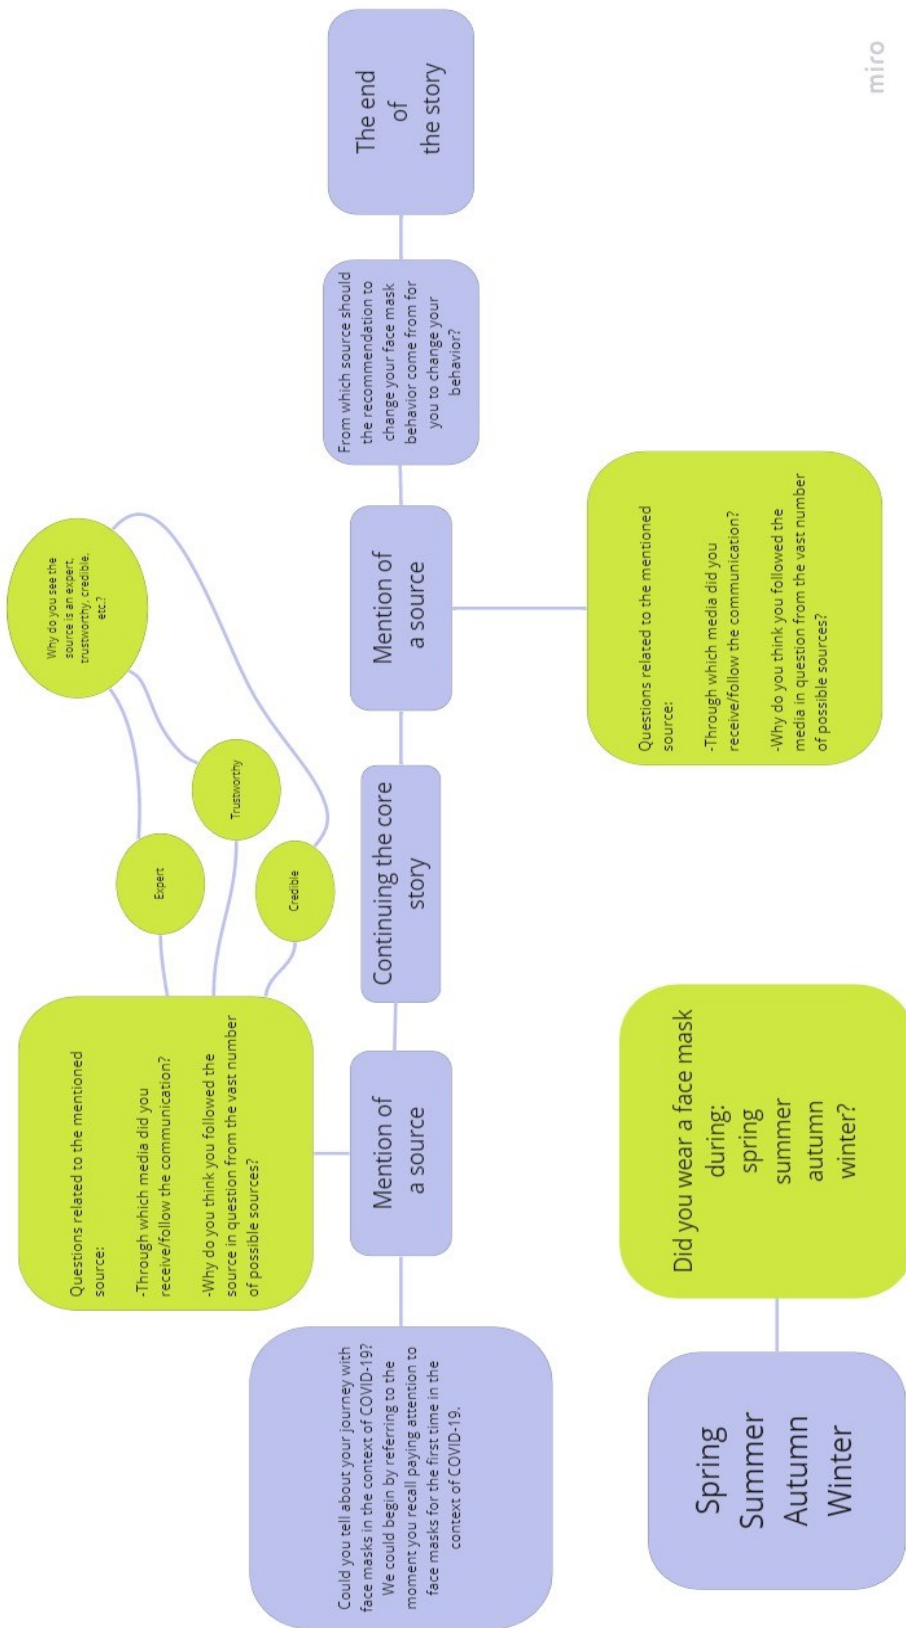 Could you tell about your journey with
face masks in the context of COVID-19?
We could begin by referring to the
moment you recall paying attention to
face masks for the first time in the
context of COVID-19.
Mention of
a source
Questions related to the mentioned
source:
-Through which media did you
receive/follow the communication?
-Why do you think you followed the
source in question from the vast number
of possible sources?
Expert
Trustworthy
Credible
Why do you see the
source is an expert,
trustworthy, credible,
etc.?
Continuing the core
story
Mention of
a source
Questions related to the mentioned
source:
-Through which media did you
receive/follow the communication?
-Why do you think you followed the
media in question from the vast number
of possible sources?
From which source should
the recommendation to
change your face mask
behavior come from for
you to change your
behavior?
The end
of
the story
Spring
Summer
Autumn
Winter
Did you wear a face mask
during:
spring
summer
autumn
winter?
miro